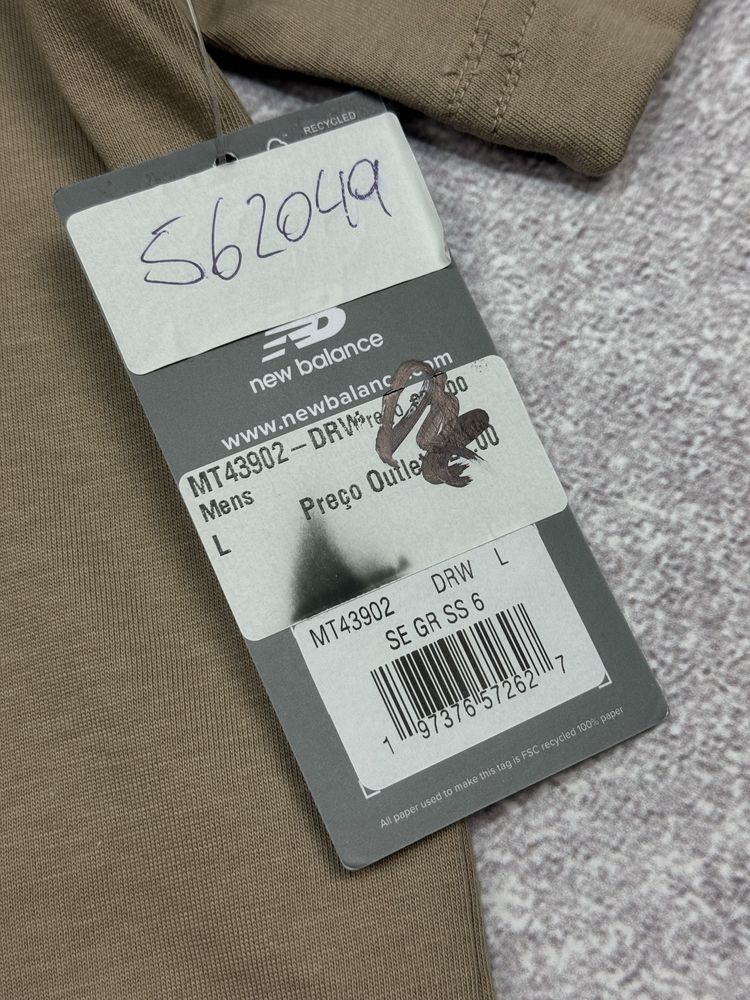 RECYCLED
S62049
new balance
www.newbalance.com
MT43902-DRW
Preço
Mens
Preço Outlet
L
MT43902 DRW L
SE GR SS 6
1 97376 57262 7
All paper used to make this tag is FSC recycled 100% paper